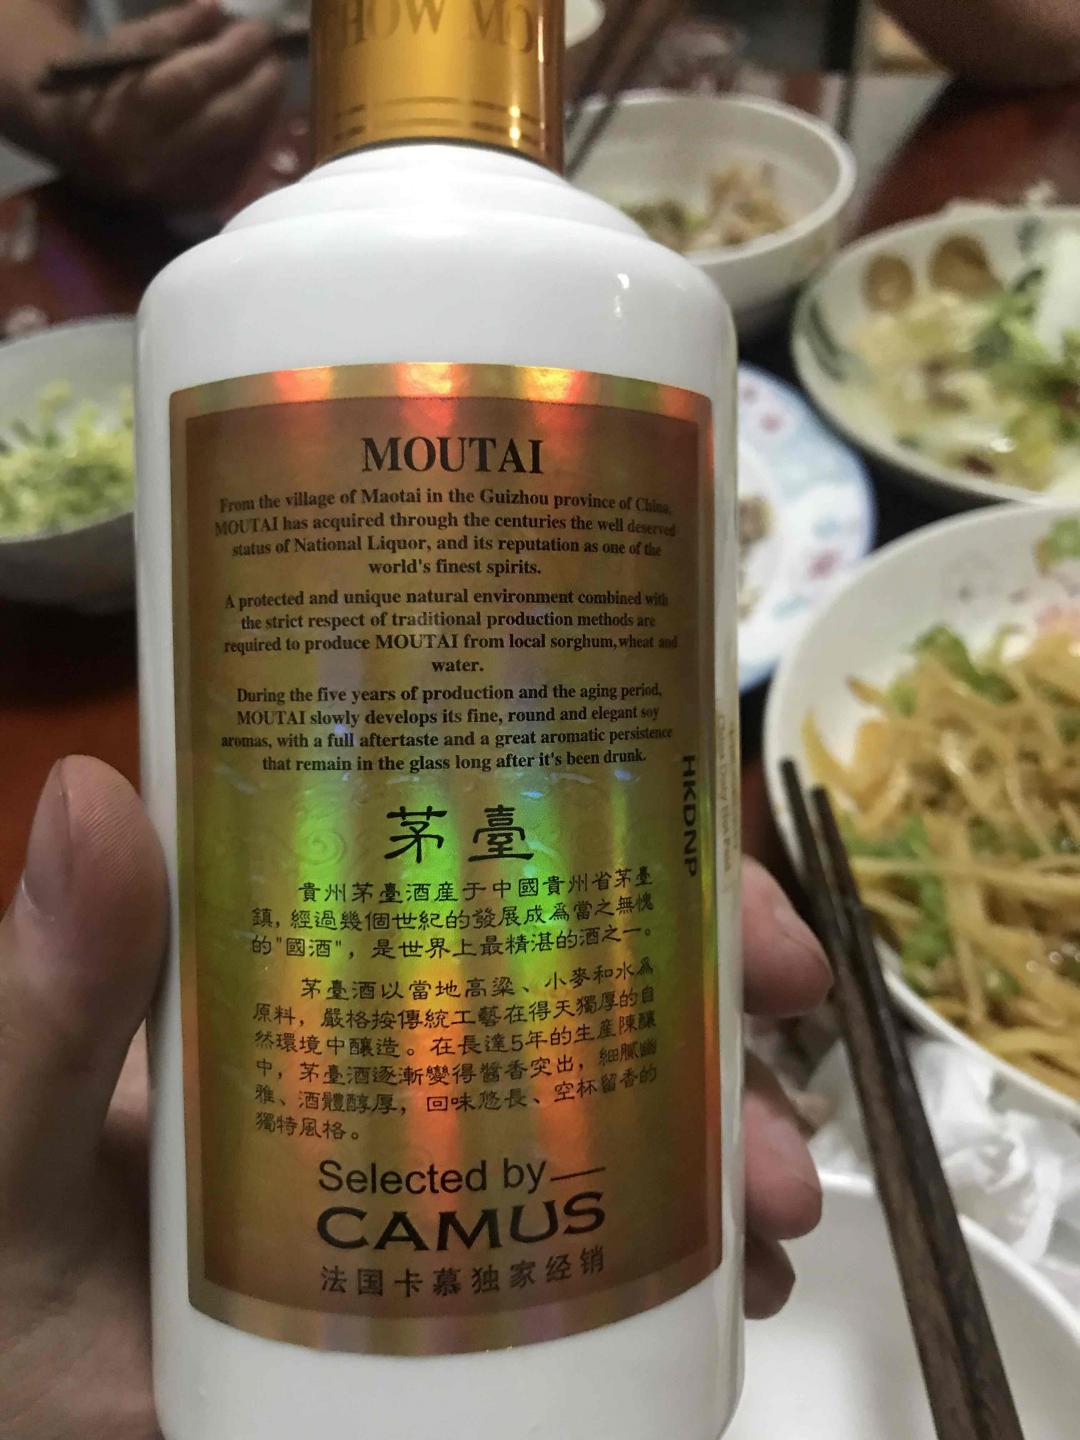 CHOW MO
MOUTAI
From the village of Maotai in the Guizhou province of China,
MOUTAI has acquired through the centuries the well deserved
status of National Liquor, and its reputation as one of the
world's finest spirits.
A protected and unique natural environment combined with
the strict respect of traditional production methods are
required to produce MOUTAI from local sorghum, wheat and
water.
During the five years of production and the aging period,
MOUTAI slowly develops its fine, round and elegant soy
aromas, with a full aftertaste and a great aromatic persistence
that remain in the glass long after it's been drunk.
HKDNP
茅臺
貴州茅臺酒産于中國貴州省茅臺
鎮，經過幾個世紀的發展成爲當之無愧
的"國酒"，是世界上最精湛的酒之一。
茅臺酒以當地高粱、小麥和水爲
原料，嚴格按傳統工藝在得天獨厚的自
然環境中釀造。在長達5年的生産陳釀
中，茅臺酒逐漸變得醬香突出，細膩幽
雅、酒體醇厚，回味悠長、空杯留香的
獨特風格。
Selected by—
CAMUS
法国卡慕独家经销